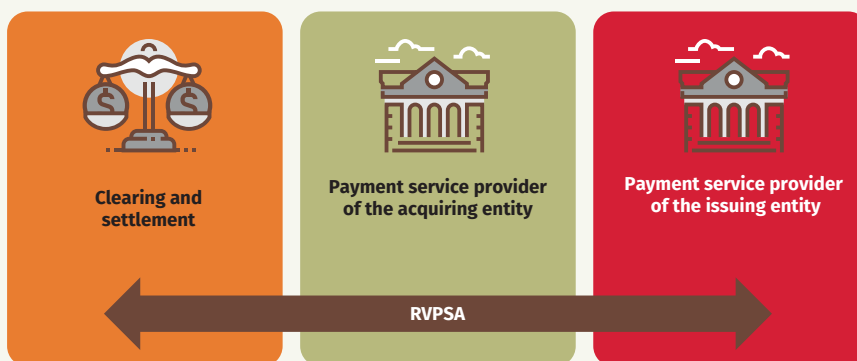 Clearing and
settlement
Payment service provider
of the acquiring entity
Payment service provider
of the issuing entity
RVPSA